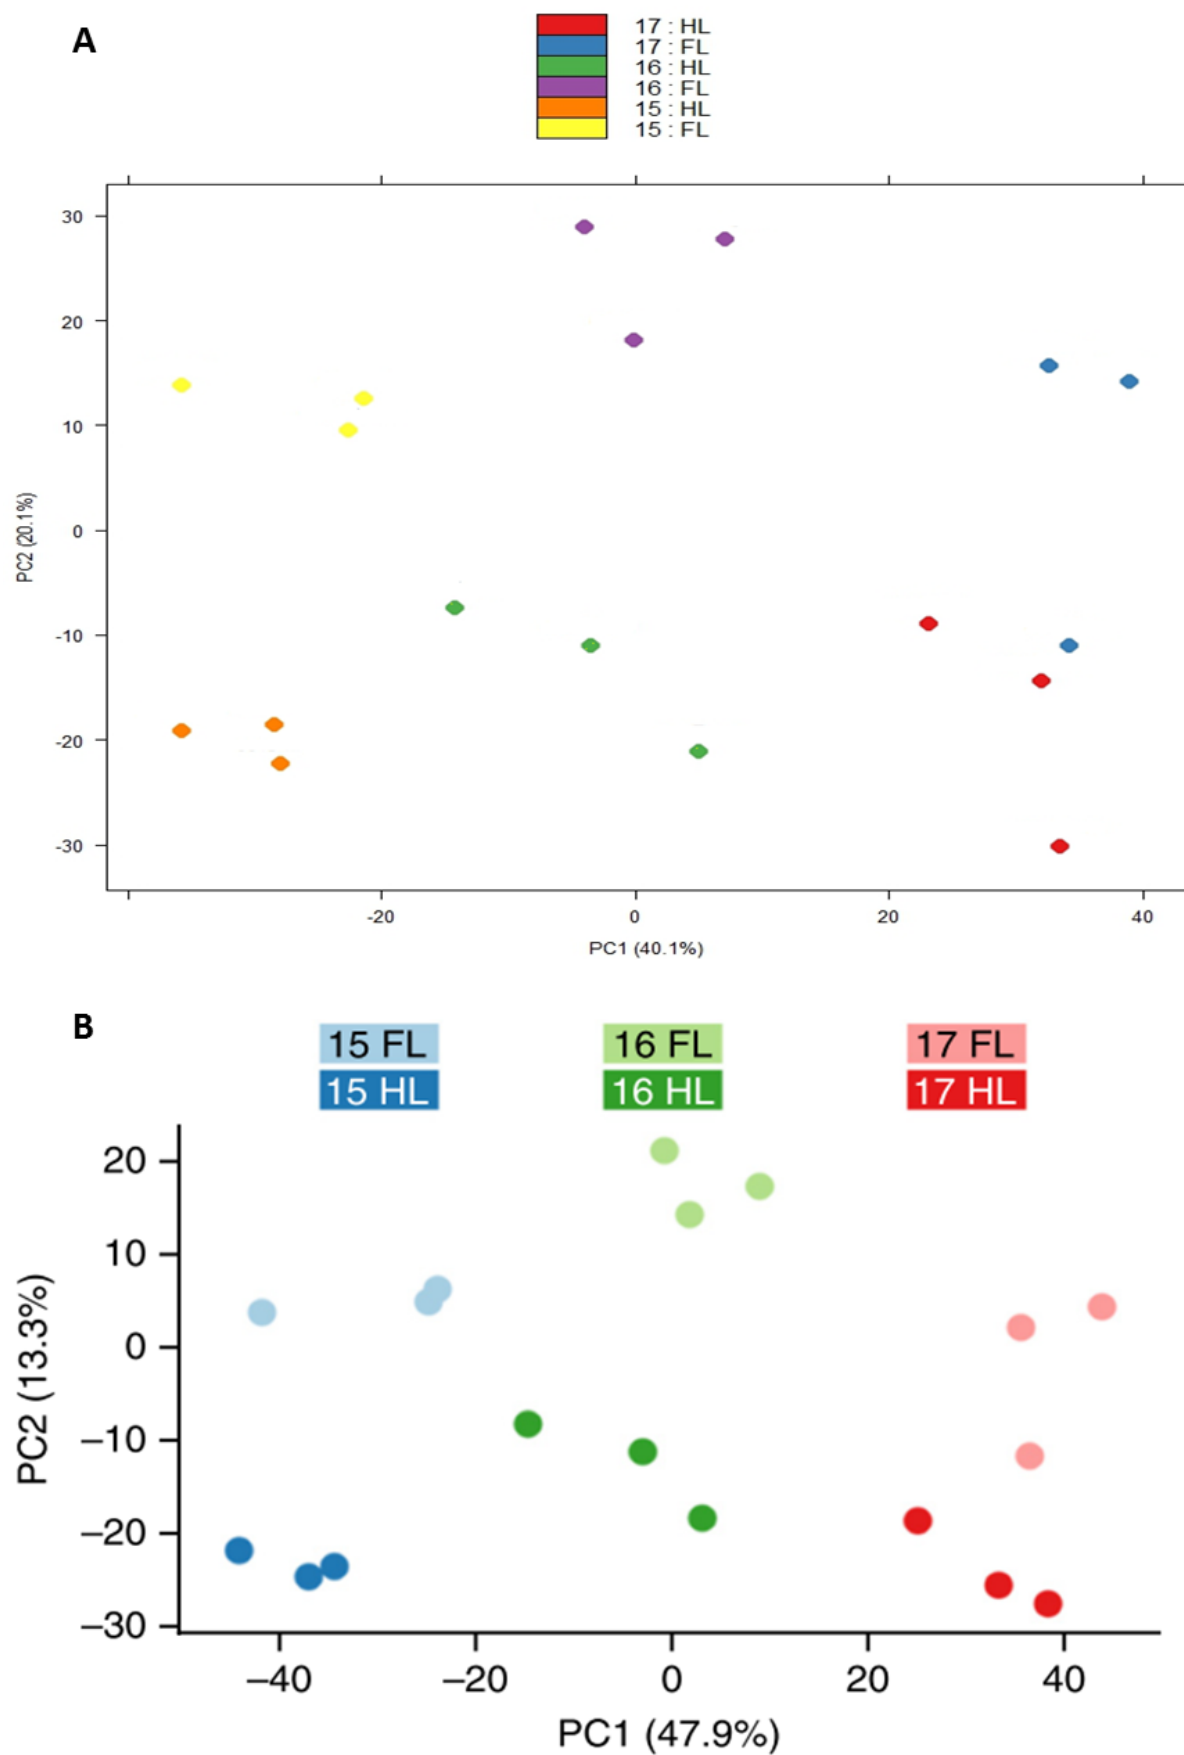 A
17 : HL
17 : FL
16 : HL
16 : FL
15 : HL
15 : FL
30
20
10
0
-10
-20
-30
PC2 (20.1%)
-20 0 20 40
PC1 (40.1%)
B
15 FL 16 FL 17 FL
15 HL 16 HL 17 HL
20
10
0
−10
−20
−30
PC2 (13.3%)
−40 −20 0 20 40
PC1 (47.9%)